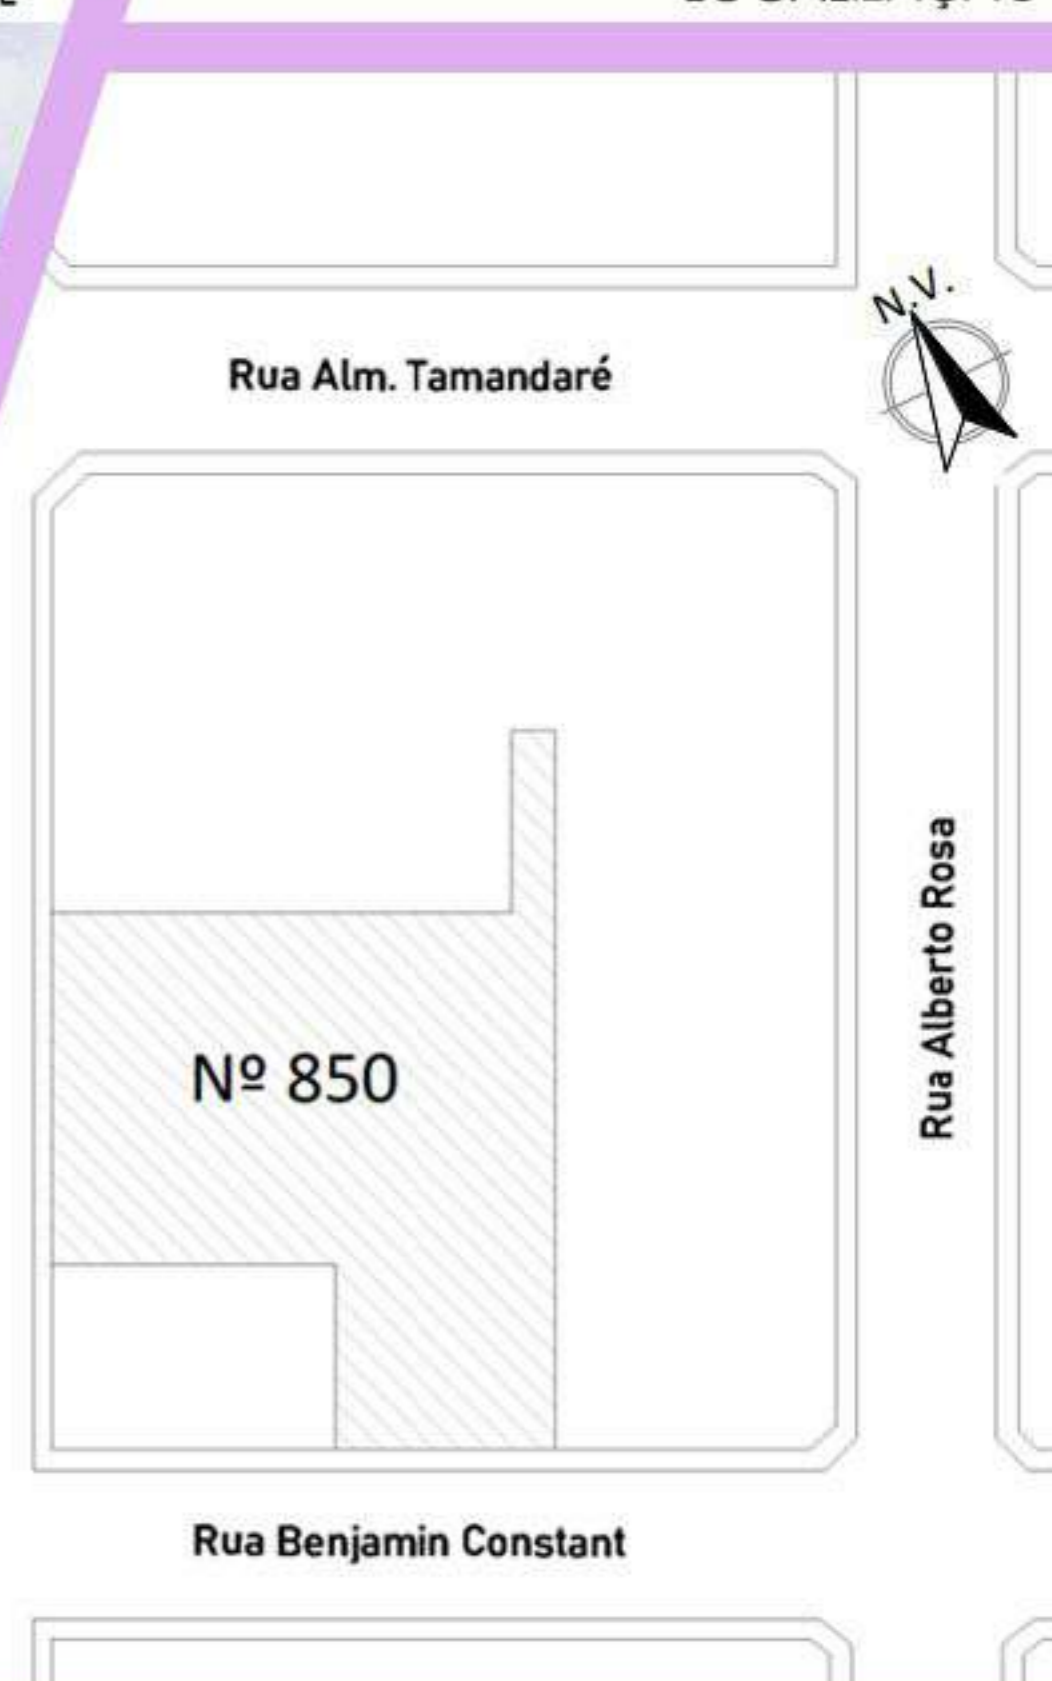 N.V.
Rua Alm. Tamandaré
Rua Alberto Rosa
Nº 850
Rua Benjamin Constant